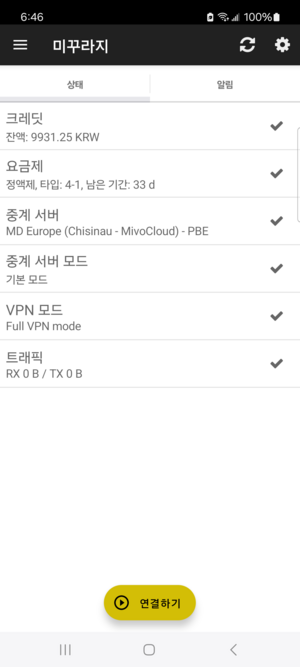 6:46
100%
미꾸라지
상태
알림
크레딧
잔액: 9931.25 KRW
요금제
정액제, 타입: 4-1, 남은 기간: 33 d
중계 서버
MD Europe (Chisinau - MivoCloud) - PBE
중계 서버 모드
기본 모드
VPN 모드
Full VPN mode
트래픽
RX 0 B / TX 0 B
연결하기